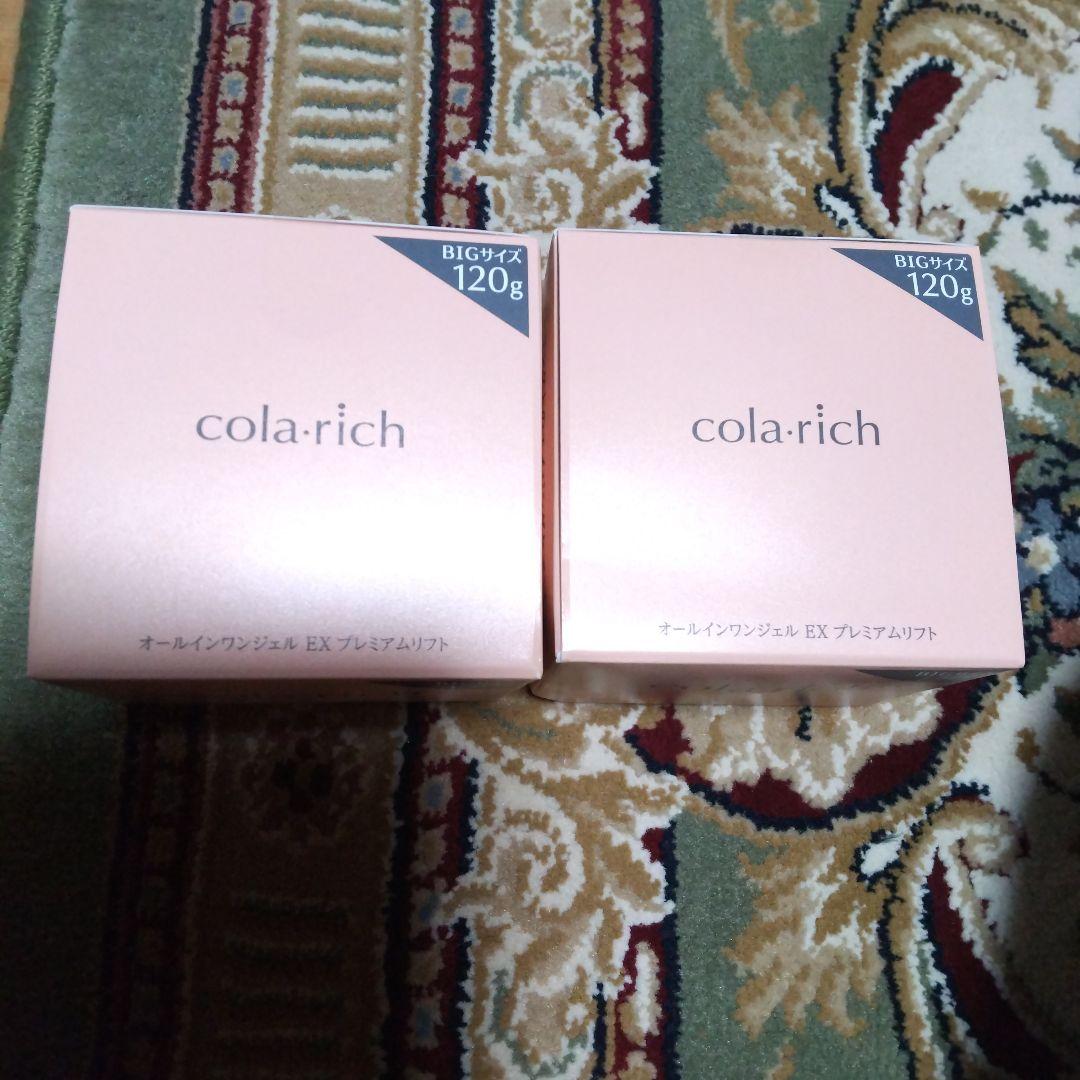 BIGサイズ
120g
cola·rich
オールインワンジェル EX プレミアムリフト
BIGサイズ
120g
cola·rich
オールインワンジェル EX プレミアムリフト